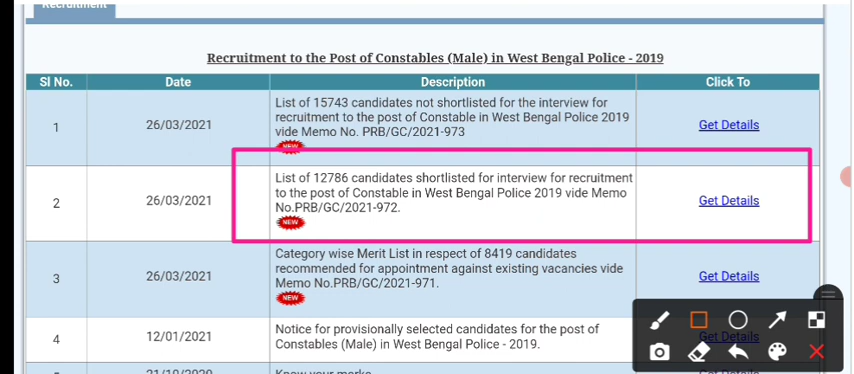 Recruitment
Recruitment to the Post of Constables (Male) in West Bengal Police - 2019
Sl No. Date Description Click To
1 26/03/2021 List of 15743 candidates not shortlisted for the interview for
recruitment to the post of Constable in West Bengal Police 2019
vide Memo No. PRB/GC/2021-973 Get Details
NEW
2 26/03/2021 List of 12786 candidates shortlisted for interview for recruitment
to the post of Constable in West Bengal Police 2019 vide Memo
No.PRB/GC/2021-972. Get Details
NEW
3 26/03/2021 Category wise Merit List in respect of 8419 candidates
recommended for appointment against existing vacancies vide
Memo No.PRB/GC/2021-971. Get Details
NEW
4 12/01/2021 Notice for provisionally selected candidates for the post of
Constables (Male) in West Bengal Police - 2019. Get Details
Know your marks